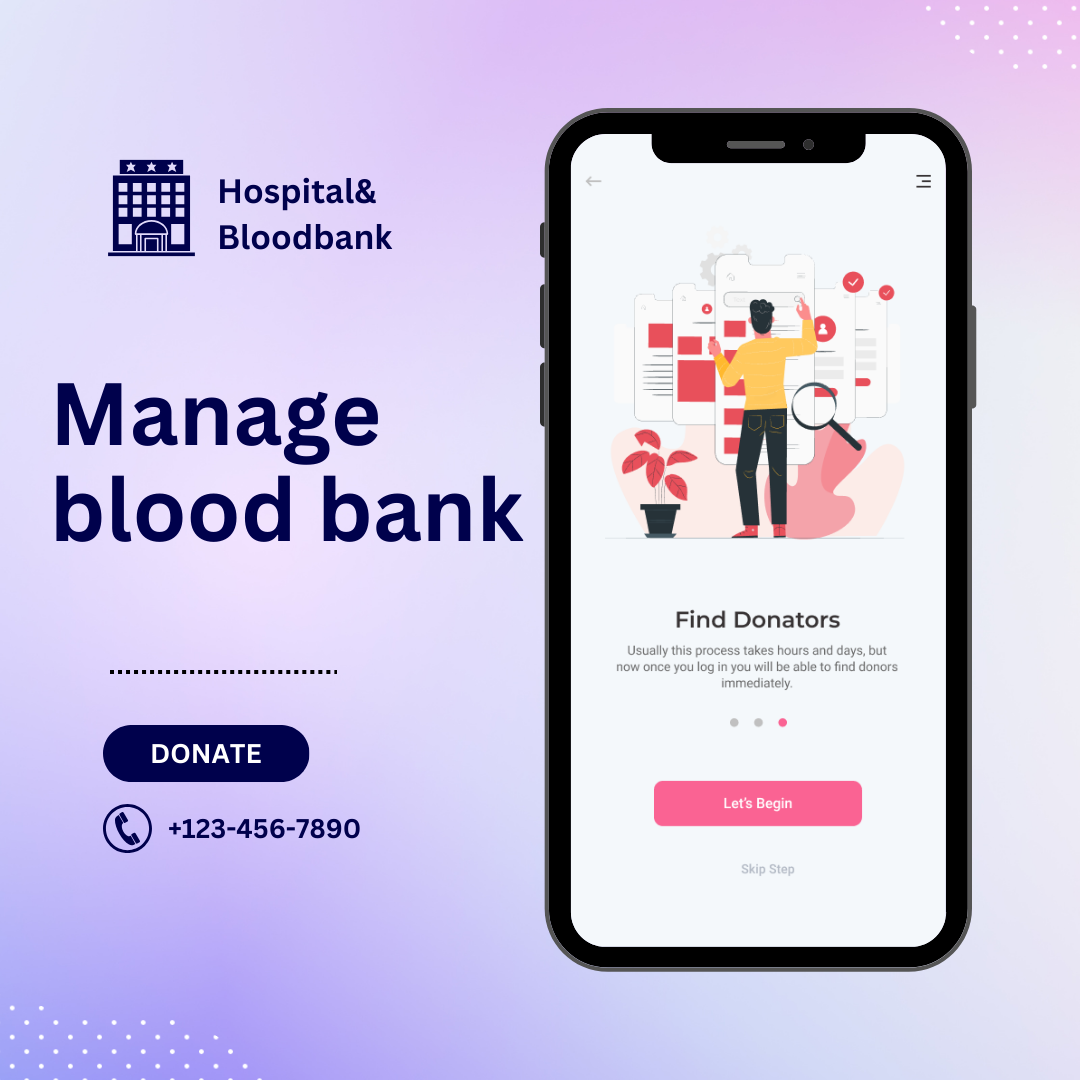 Hospital&
Bloodbank
Manage
blood bank
DONATE
+123-456-7890
Find Donators
Usually this process takes hours and days, but
now once you log in you will be able to find donors
immediately.
Let's Begin
Skip Step